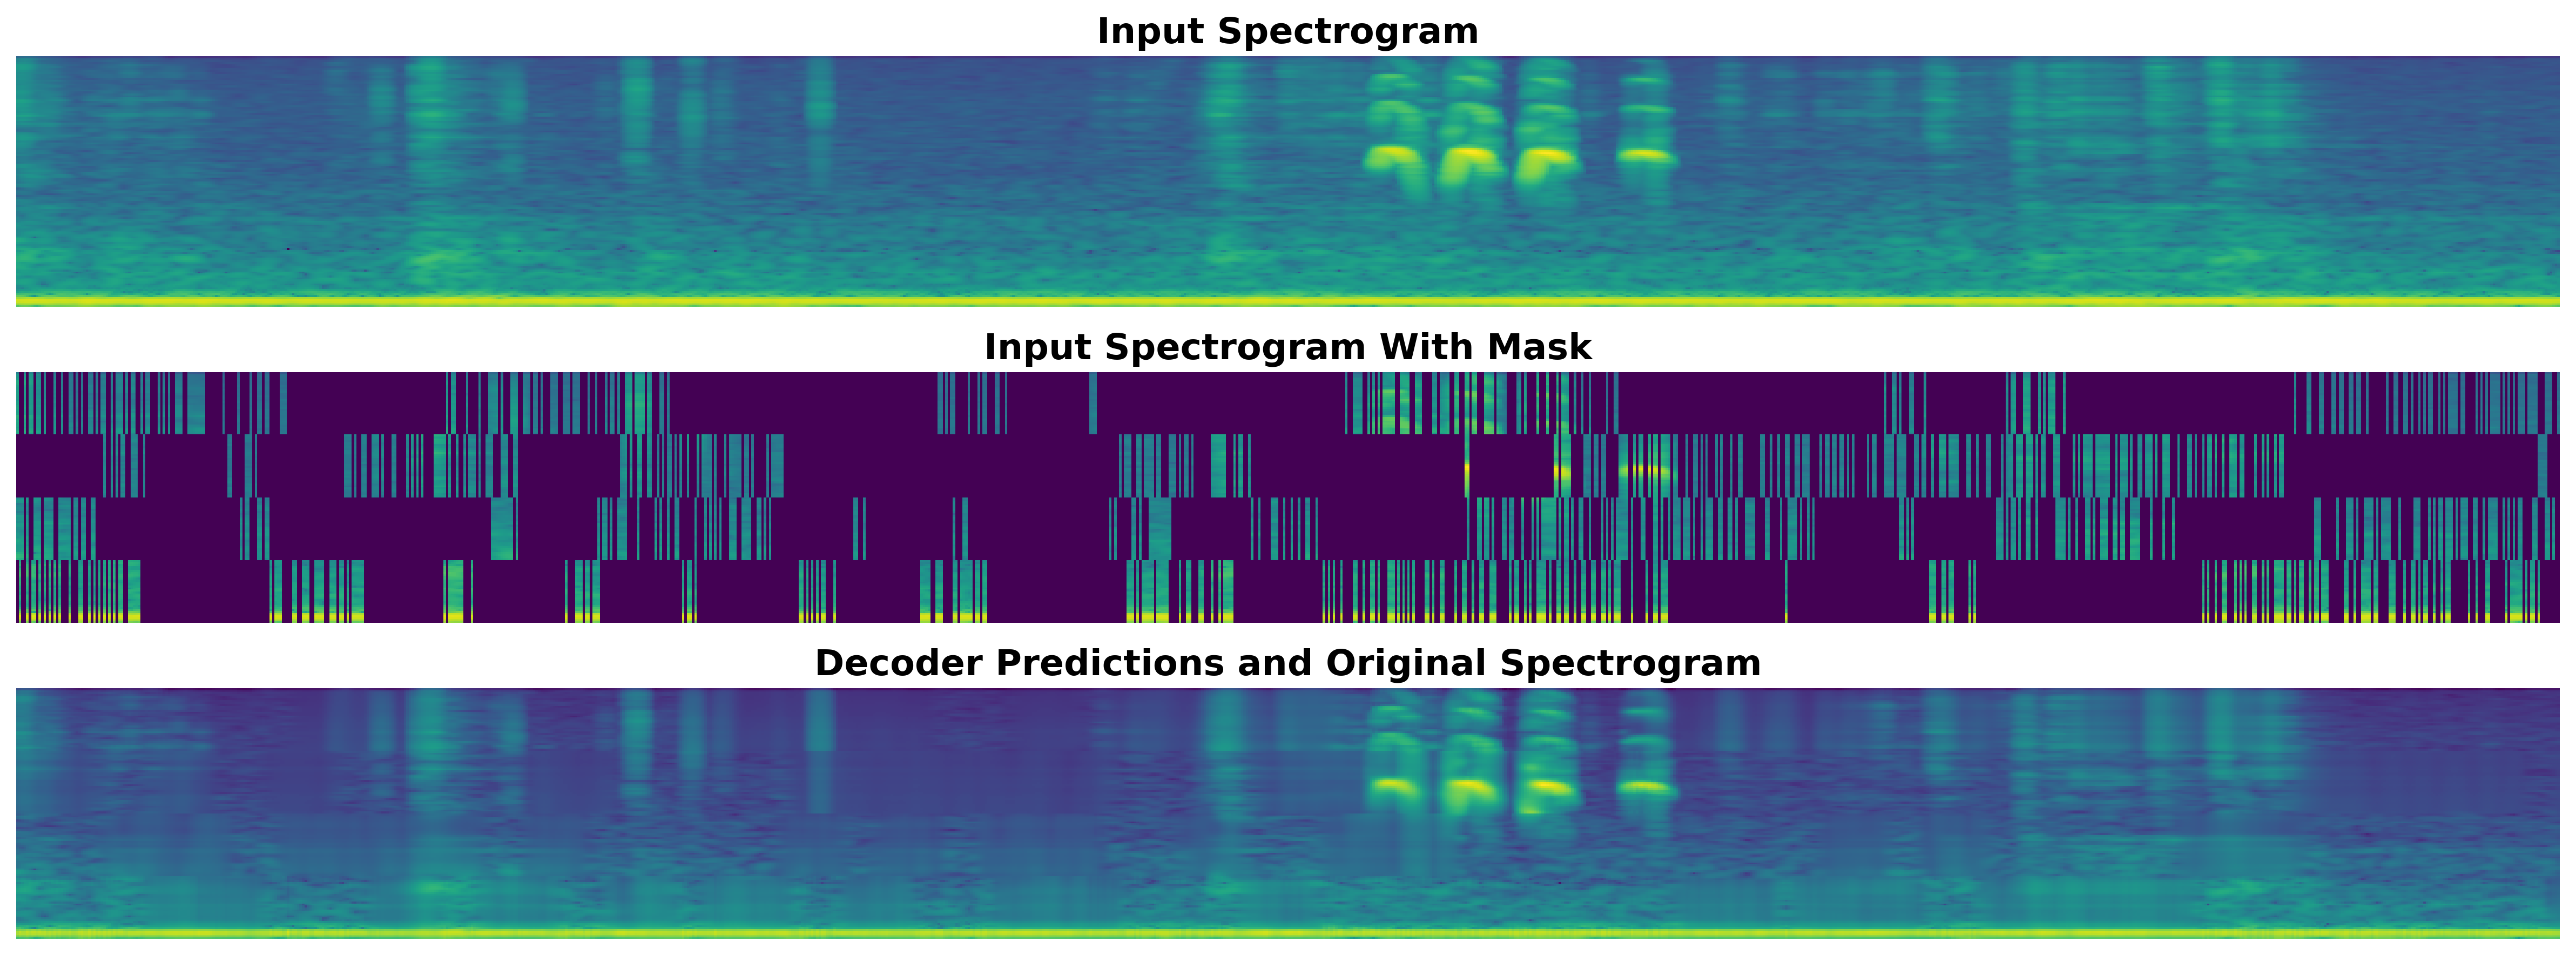 Input Spectrogram
Input Spectrogram With Mask
Decoder Predictions and Original Spectrogram